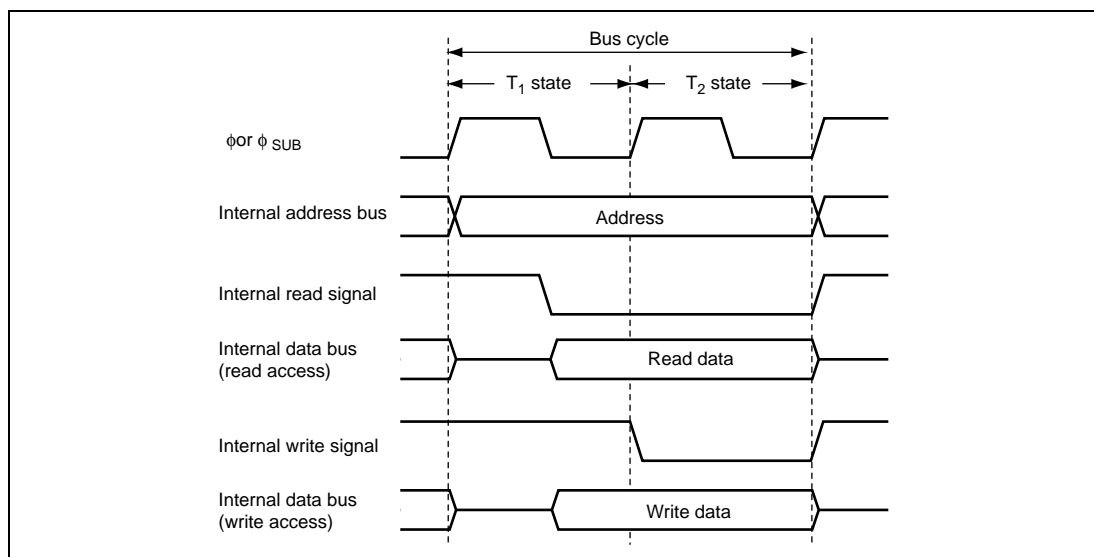 Bus cycle
T1 state
T2 state
ϕor ϕ SUB
Internal address bus
Address
Internal read signal
Internal data bus
(read access)
Read data
Internal write signal
Internal data bus
(write access)
Write data